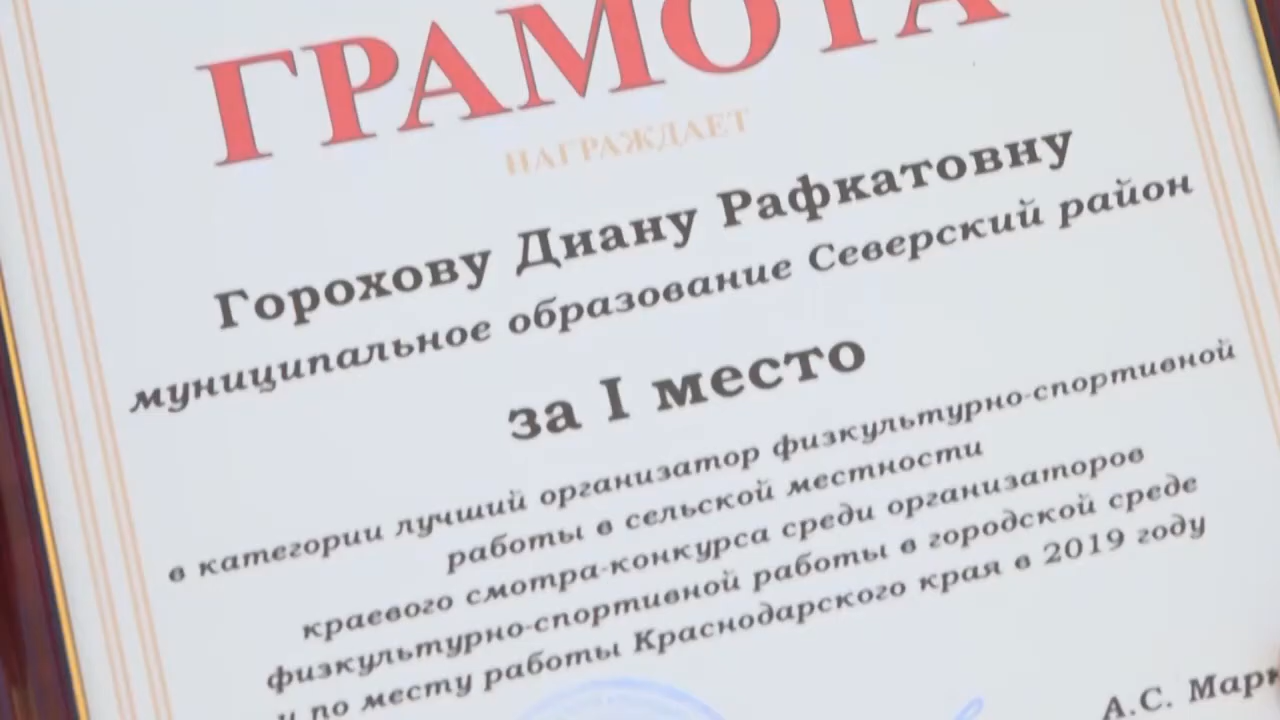 ГРАМОТА
НАГРАЖДАЕТ
Горохову Диану Рафкатовну
муниципальное образование Северский район
за I место
в категории лучший организатор физкультурно-спортивной
работы в сельской местности
краевого смотра-конкурса среди организаторов
физкультурно-спортивной работы в городской среде
и по месту работы Краснодарского края в 2019 году
А.С.